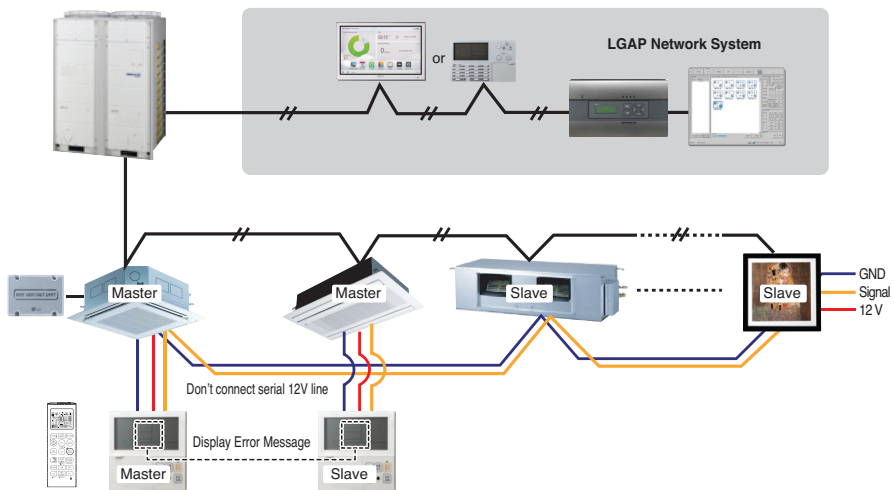 or
LGAP Network System
Master
Master
Slave
Slave
GND
Signal
12 V
Don't connect serial 12V line
Display Error Message
Master
Slave